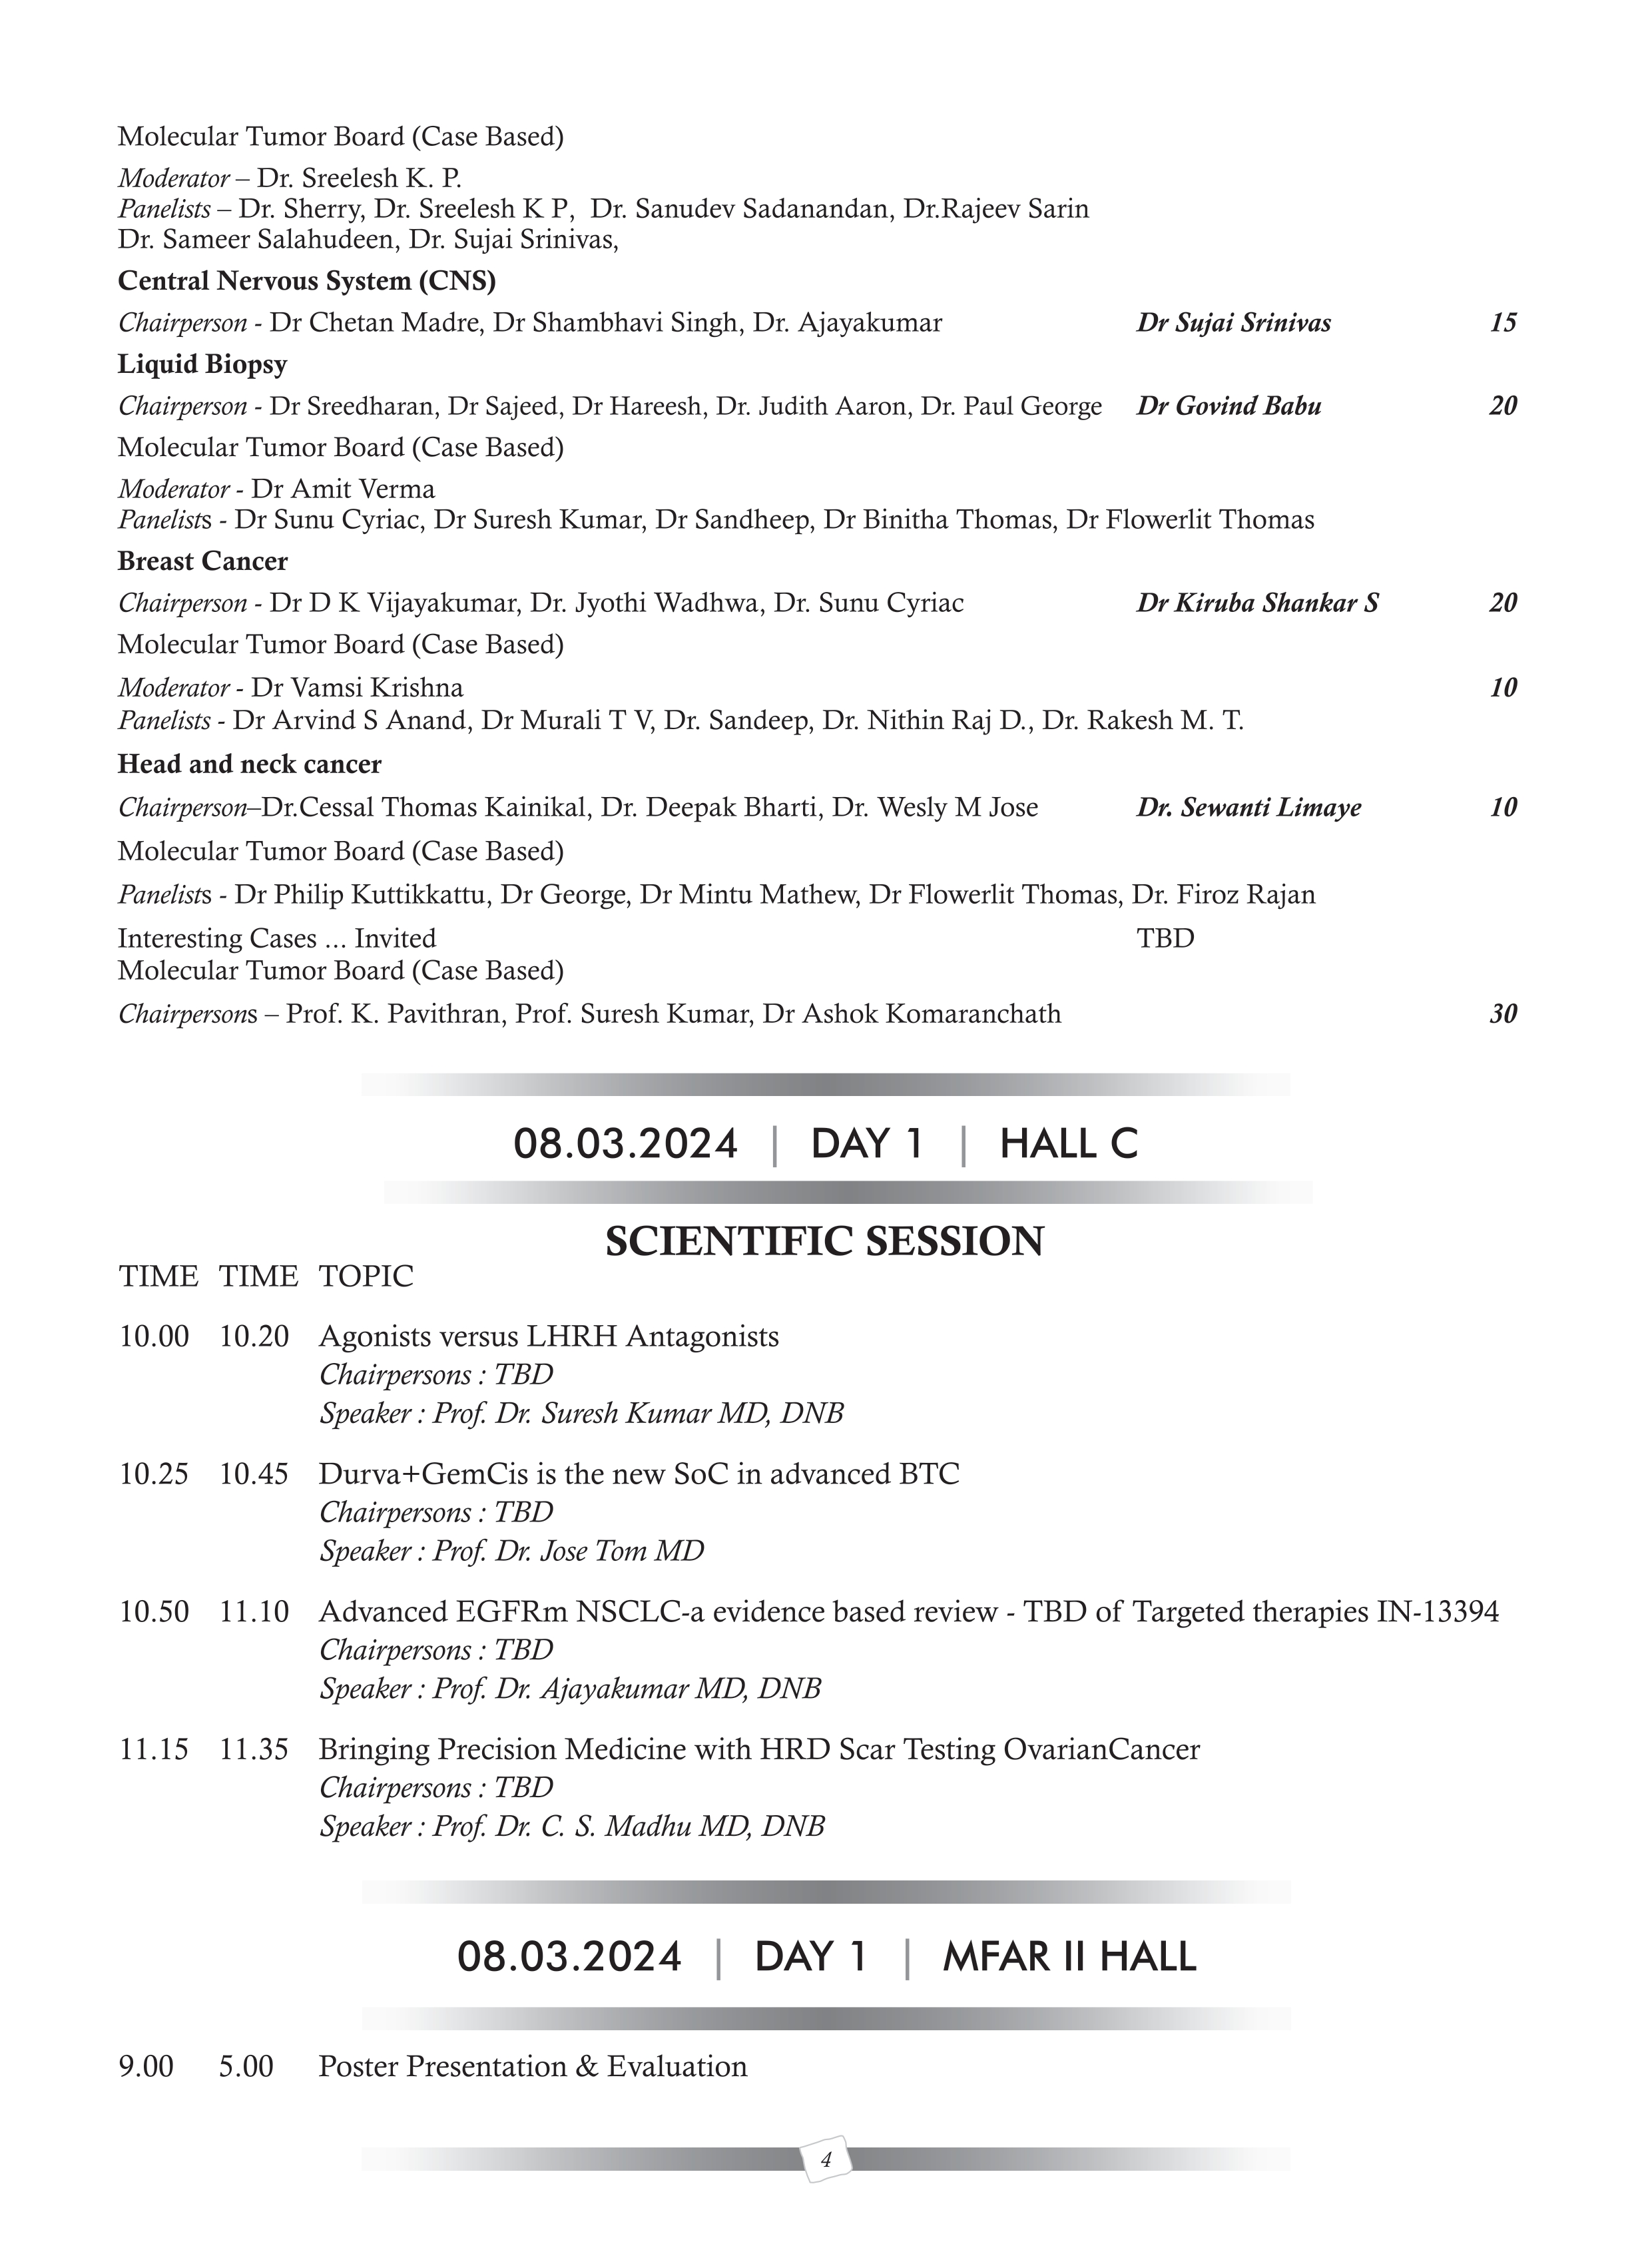 Molecular Tumor Board (Case Based)
Moderator – Dr. Sreelesh K. P.
Panelists – Dr. Sherry, Dr. Sreelesh K P,  Dr. Sanudev Sadanandan, Dr.Rajeev Sarin
Dr. Sameer Salahudeen, Dr. Sujai Srinivas,
Central Nervous System (CNS)
Chairperson - Dr Chetan Madre, Dr Shambhavi Singh, Dr. Ajayakumar Dr Sujai Srinivas 15
Liquid Biopsy
Chairperson - Dr Sreedharan, Dr Sajeed, Dr Hareesh, Dr. Judith Aaron, Dr. Paul George Dr Govind Babu 20
Molecular Tumor Board (Case Based)
Moderator - Dr Amit Verma
Panelists - Dr Sunu Cyriac, Dr Suresh Kumar, Dr Sandheep, Dr Binitha Thomas, Dr Flowerlit Thomas
Breast Cancer
Chairperson - Dr D K Vijayakumar, Dr. Jyothi Wadhwa, Dr. Sunu Cyriac Dr Kiruba Shankar S 20
Molecular Tumor Board (Case Based)
Moderator - Dr Vamsi Krishna 10
Panelists - Dr Arvind S Anand, Dr Murali T V, Dr. Sandeep, Dr. Nithin Raj D., Dr. Rakesh M. T.
Head and neck cancer
Chairperson–Dr.Cessal Thomas Kainikal, Dr. Deepak Bharti, Dr. Wesly M Jose Dr. Sewanti Limaye 10
Molecular Tumor Board (Case Based)
Panelists - Dr Philip Kuttikkattu, Dr George, Dr Mintu Mathew, Dr Flowerlit Thomas, Dr. Firoz Rajan
Interesting Cases ... Invited TBD
Molecular Tumor Board (Case Based)
Chairpersons – Prof. K. Pavithran, Prof. Suresh Kumar, Dr Ashok Komaranchath 30
08.03.2024 | DAY 1 | HALL C
SCIENTIFIC SESSION
TIME TIME TOPIC
10.00 10.20 Agonists versus LHRH Antagonists
Chairpersons : TBD
Speaker : Prof. Dr. Suresh Kumar MD, DNB
10.25 10.45 Durva+GemCis is the new SoC in advanced BTC
Chairpersons : TBD
Speaker : Prof. Dr. Jose Tom MD
10.50 11.10 Advanced EGFRm NSCLC-a evidence based review - TBD of Targeted therapies IN-13394
Chairpersons : TBD
Speaker : Prof. Dr. Ajayakumar MD, DNB
11.15 11.35 Bringing Precision Medicine with HRD Scar Testing OvarianCancer
Chairpersons : TBD
Speaker : Prof. Dr. C. S. Madhu MD, DNB
08.03.2024 | DAY 1 | MFAR II HALL
9.00 5.00 Poster Presentation & Evaluation
4